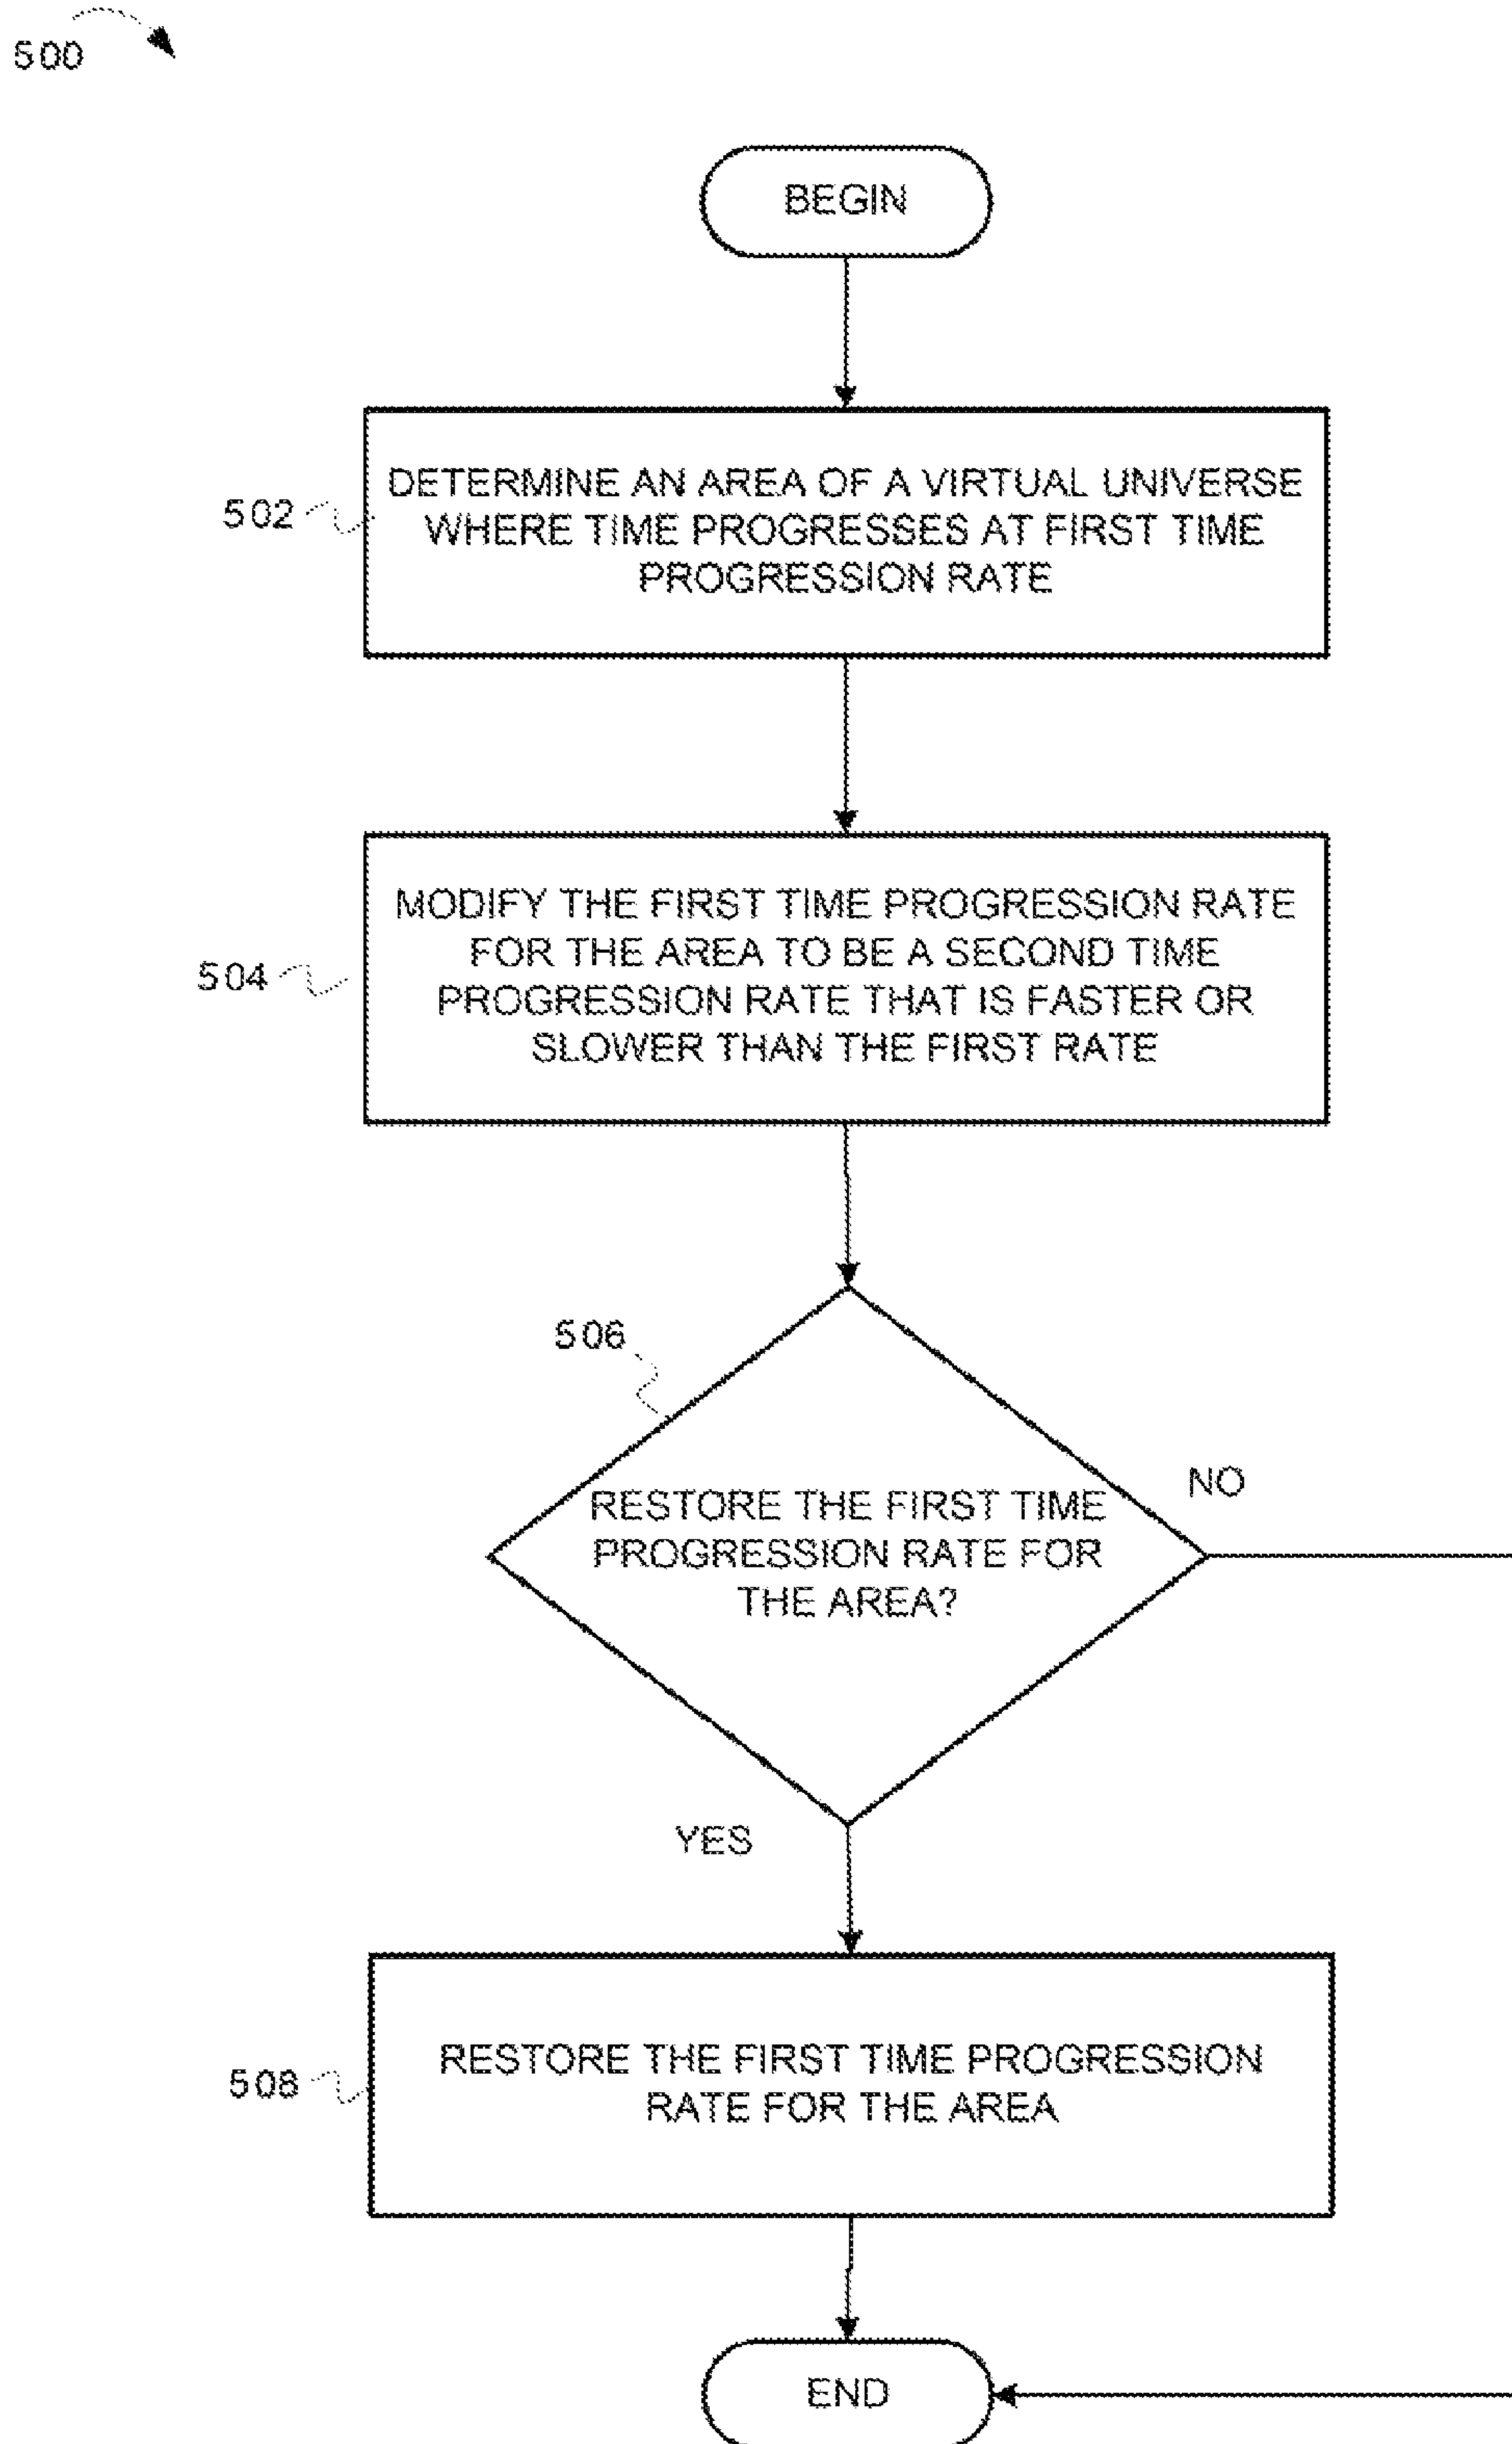 500
BEGIN
502
DETERMINE AN AREA OF A VIRTUAL UNIVERSE
WHERE TIME PROGRESSES AT FIRST TIME
PROGRESSION RATE
504
MODIFY THE FIRST TIME PROGRESSION RATE
FOR THE AREA TO BE A SECOND TIME
PROGRESSION RATE THAT IS FASTER OR
SLOWER THAN THE FIRST RATE
506
RESTORE THE FIRST TIME
PROGRESSION RATE FOR
THE AREA?
NO
YES
508
RESTORE THE FIRST TIME PROGRESSION
RATE FOR THE AREA
END